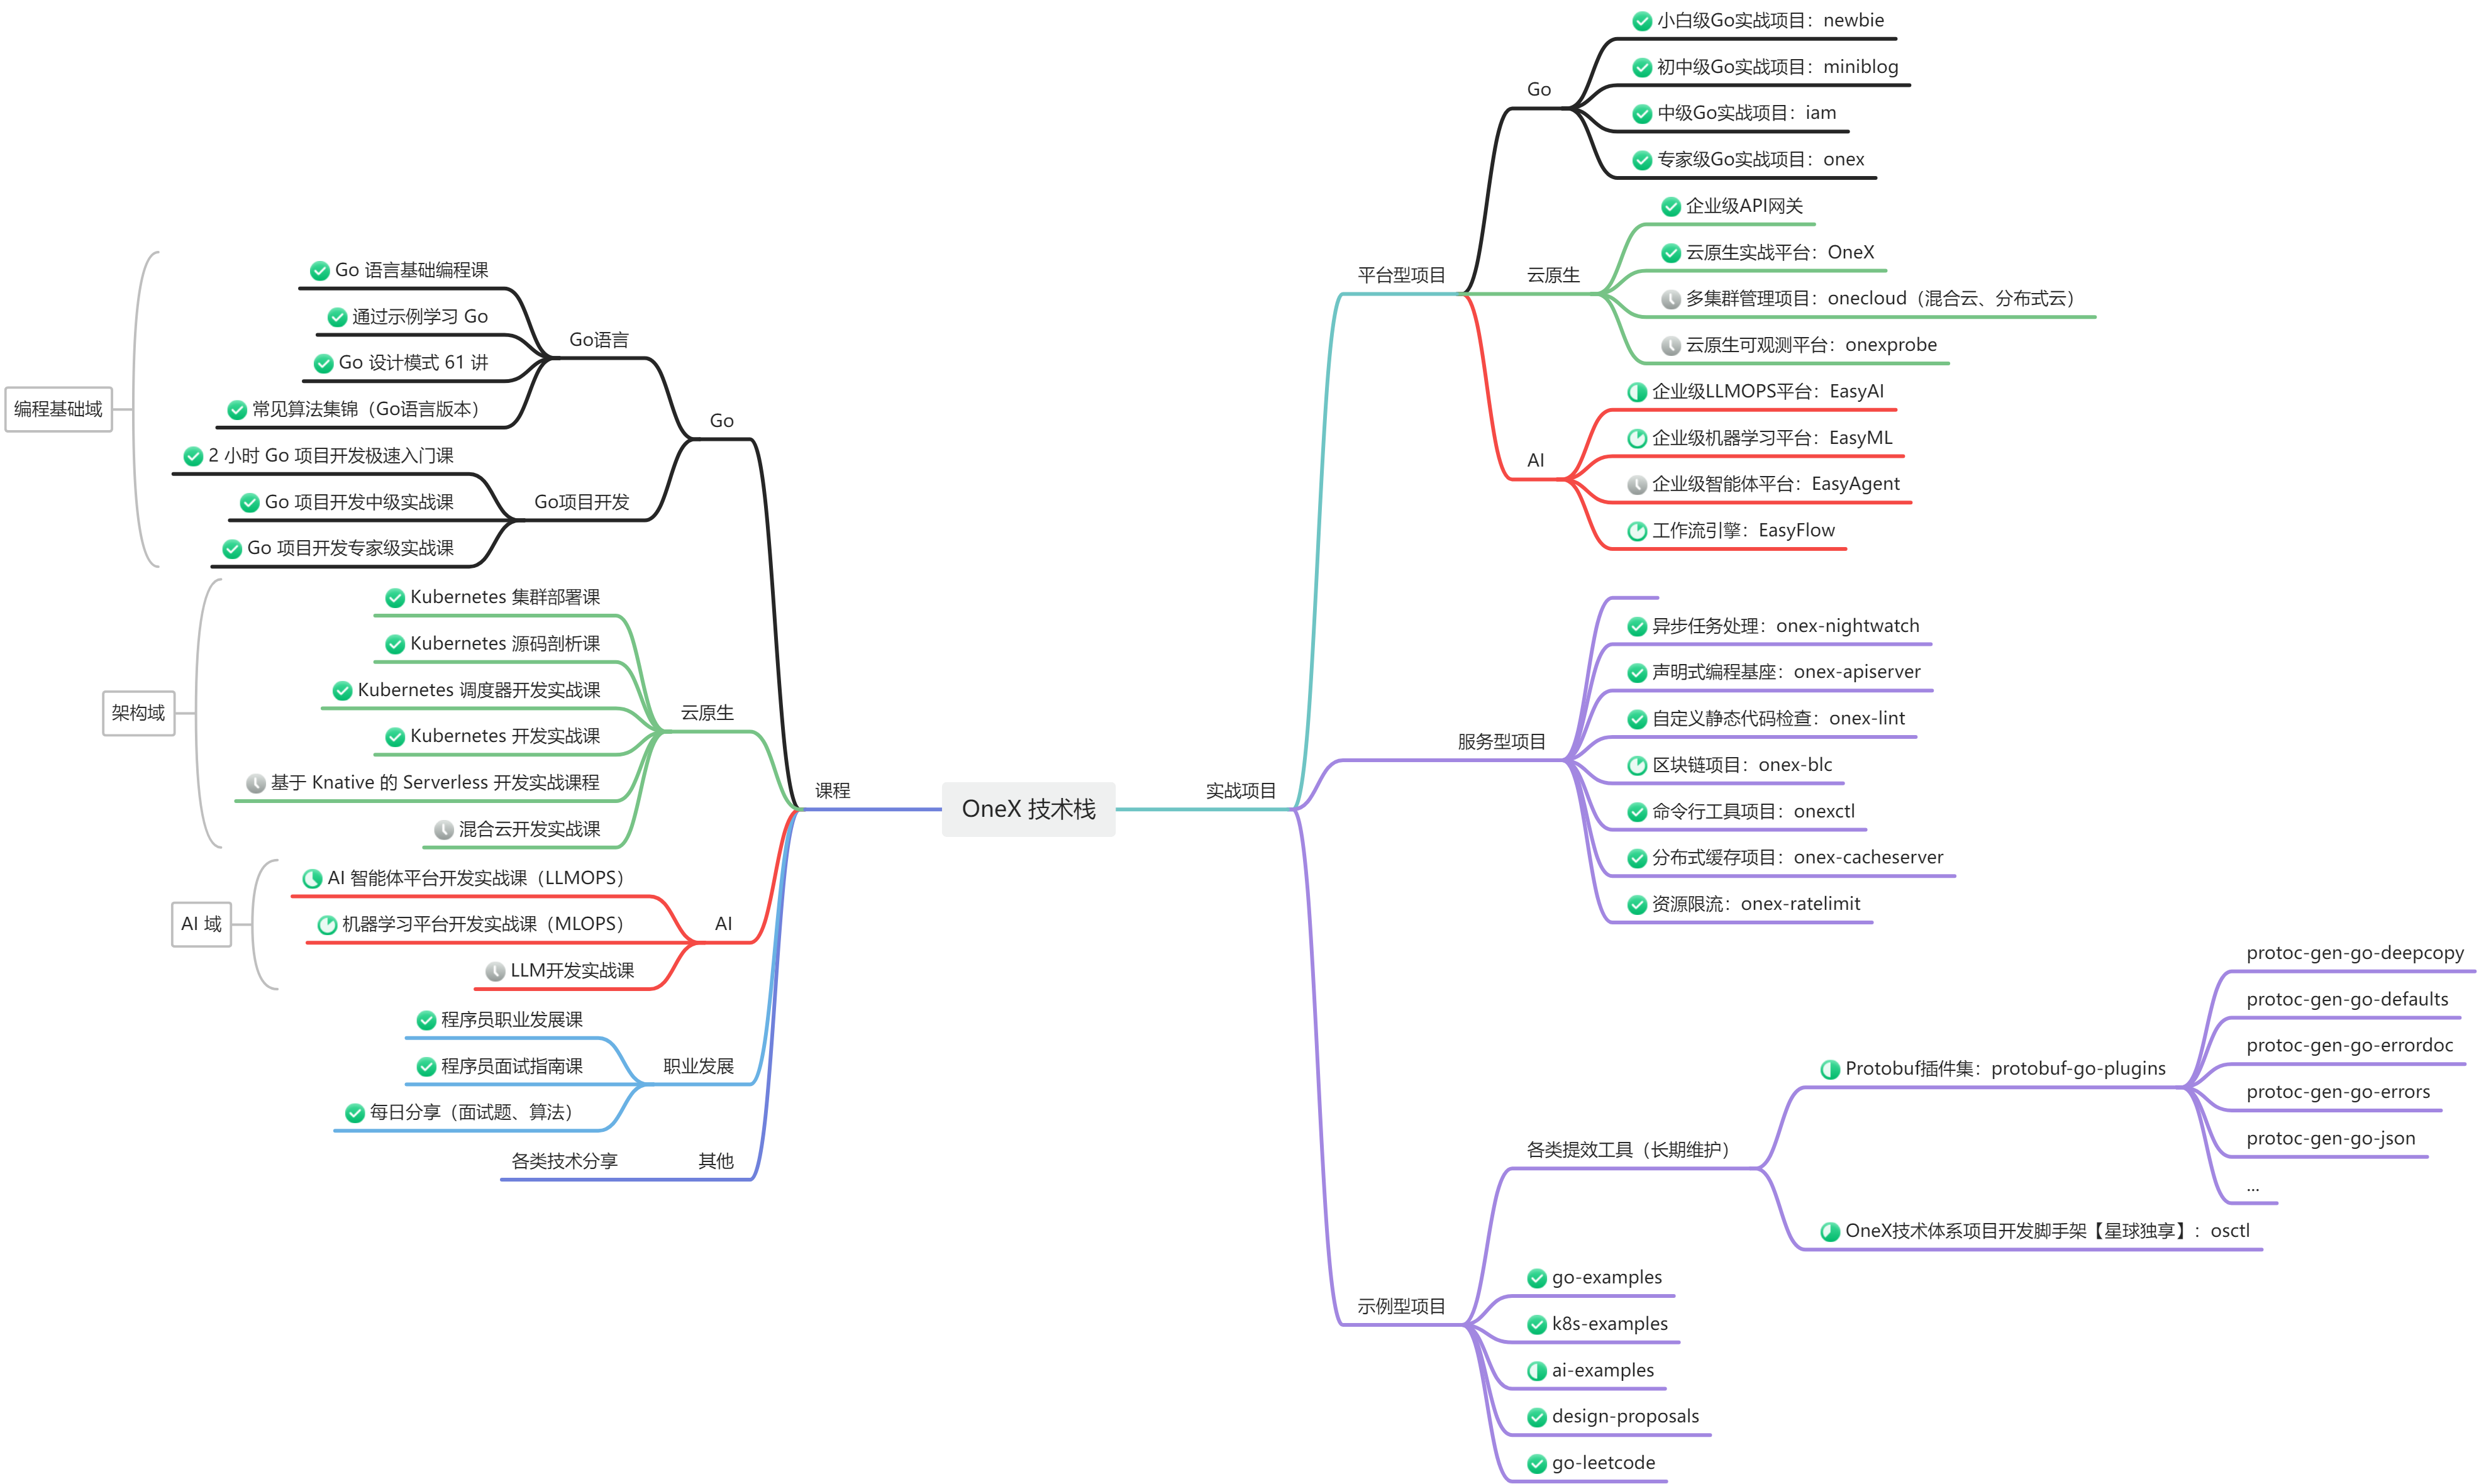 OneX 技术栈
课程
Go
Go语言
Go 语言基础编程课
通过示例学习 Go
Go 设计模式 61 讲
常见算法集锦（Go语言版本）
Go项目开发
2 小时 Go 项目开发极速入门课
Go 项目开发中级实战课
Go 项目开发专家级实战课
编程基础域
云原生
Kubernetes 集群部署课
Kubernetes 源码剖析课
Kubernetes 调度器开发实战课
Kubernetes 开发实战课
基于 Knative 的 Serverless 开发实战课程
混合云开发实战课
架构域
AI
AI 智能体平台开发实战课（LLMOPS）
机器学习平台开发实战课（MLOPS）
LLM开发实战课
AI 域
职业发展
程序员职业发展课
程序员面试指南课
每日分享（面试题、算法）
其他
各类技术分享
实战项目
平台型项目
Go
小白级Go实战项目：newbie
初中级Go实战项目：miniblog
中级Go实战项目：iam
专家级Go实战项目：onex
云原生
企业级API网关
云原生实战平台：OneX
多集群管理项目：onecloud（混合云、分布式云）
云原生可观测平台：onexprobe
AI
企业级LLMOPS平台：EasyAI
企业级机器学习平台：EasyML
企业级智能体平台：EasyAgent
工作流引擎：EasyFlow
服务型项目
异步任务处理：onex-nightwatch
声明式编程基座：onex-apiserver
自定义静态代码检查：onex-lint
区块链项目：onex-blc
命令行工具项目：onexctl
分布式缓存项目：onex-cacheserver
资源限流：onex-ratelimit
示例型项目
各类提效工具（长期维护）
Protobuf插件集：protobuf-go-plugins
protoc-gen-go-deepcopy
protoc-gen-go-defaults
protoc-gen-go-errordoc
protoc-gen-go-errors
protoc-gen-go-json
...
OneX技术体系项目开发脚手架【星球独享】：osctl
go-examples
k8s-examples
ai-examples
design-proposals
go-leetcode